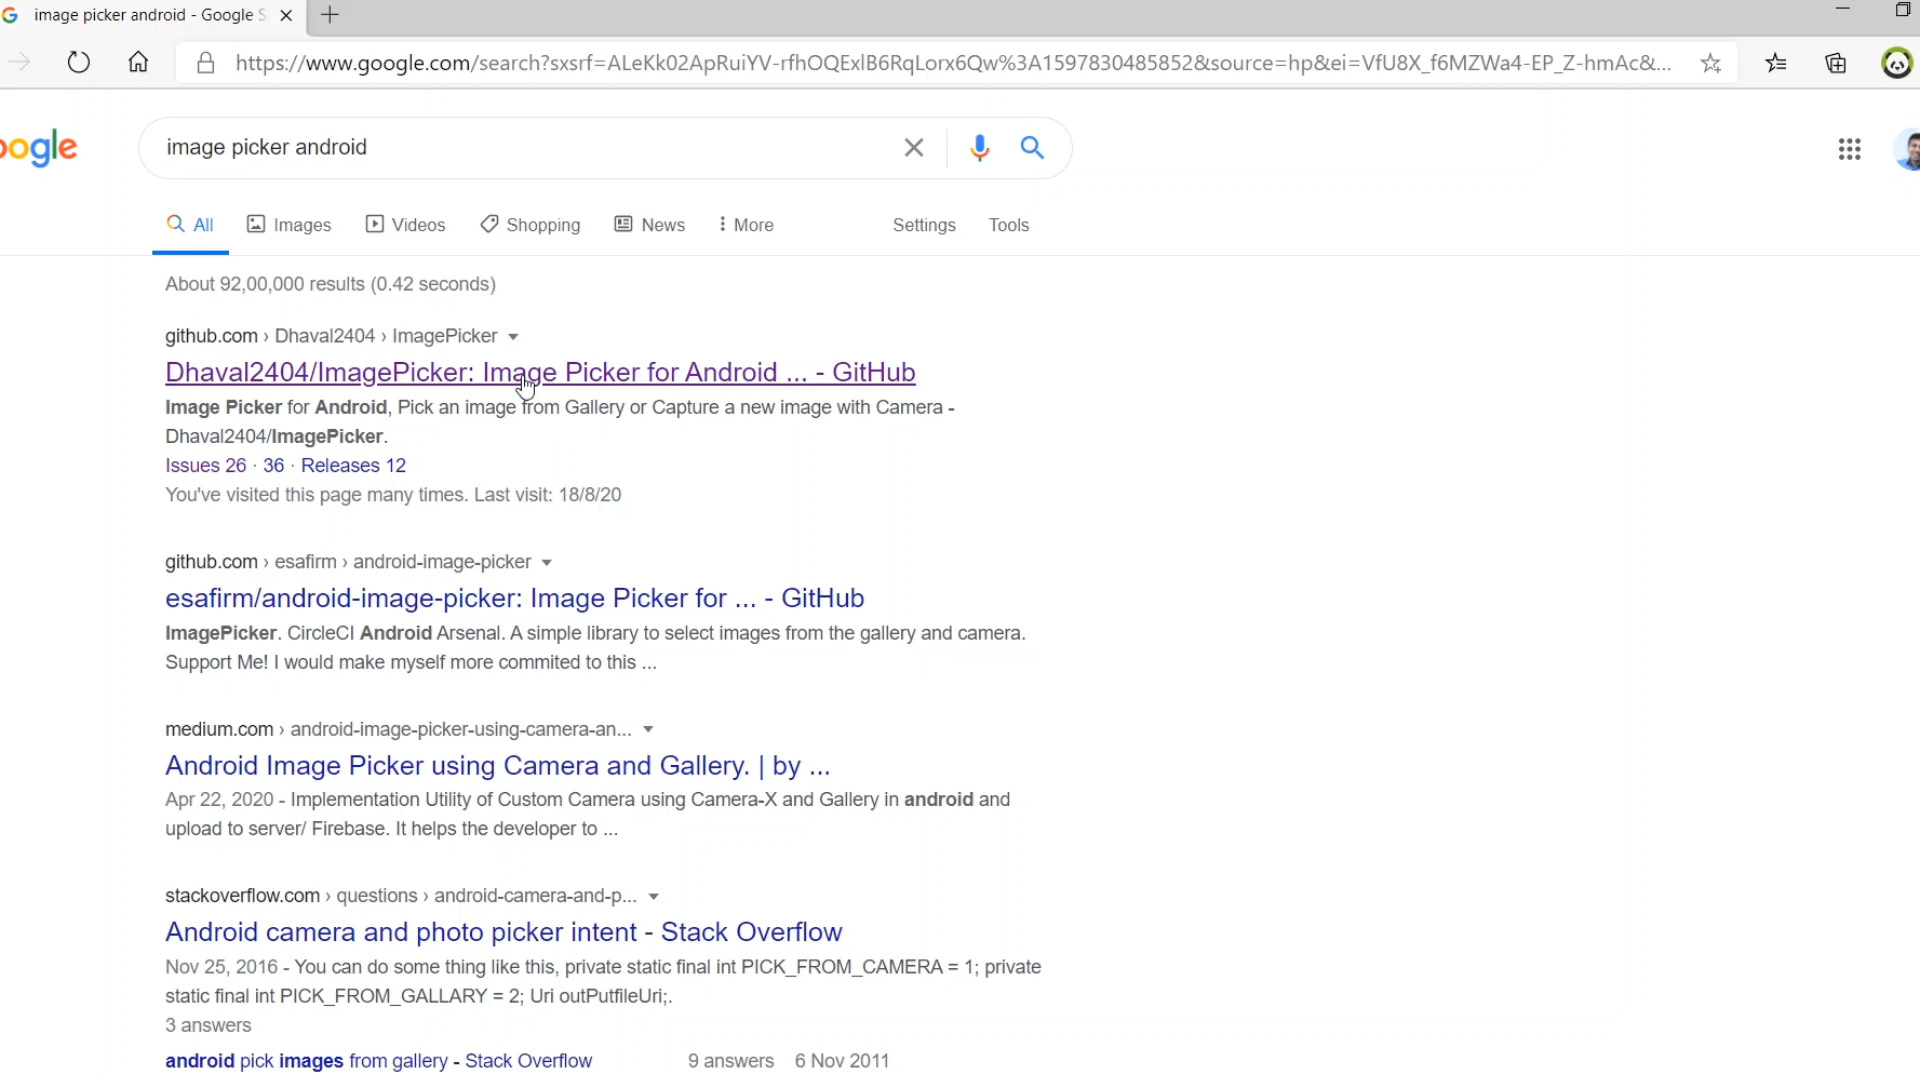 image picker android - Google S
https://www.google.com/search?sxsrf=ALeKk02ApRuiYV-rfhOQExlB6RqLorx6Qw%3A1597830485852&source=hp&ei=VfU8X_f6MZWa4-EP_Z-hmAc&...
oogle
image picker android
All Images Videos Shopping News More Settings Tools
About 92,00,000 results (0.42 seconds)
github.com › Dhaval2404 › ImagePicker
Dhaval2404/ImagePicker: Image Picker for Android ... - GitHub
Image Picker for Android, Pick an image from Gallery or Capture a new image with Camera -
Dhaval2404/ImagePicker.
Issues 26 · 36 · Releases 12
You've visited this page many times. Last visit: 18/8/20
github.com › esafirm › android-image-picker
esafirm/android-image-picker: Image Picker for ... - GitHub
ImagePicker. CircleCI Android Arsenal. A simple library to select images from the gallery and camera.
Support Me! I would make myself more commited to this ...
medium.com › android-image-picker-using-camera-an...
Android Image Picker using Camera and Gallery. | by ...
Apr 22, 2020 - Implementation Utility of Custom Camera using Camera-X and Gallery in android and
upload to server/ Firebase. It helps the developer to ...
stackoverflow.com › questions › android-camera-and-p...
Android camera and photo picker intent - Stack Overflow
Nov 25, 2016 - You can do some thing like this, private static final int PICK_FROM_CAMERA = 1; private
static final int PICK_FROM_GALLARY = 2; Uri outPutfileUri;.
3 answers
android pick images from gallery - Stack Overflow 9 answers 6 Nov 2011